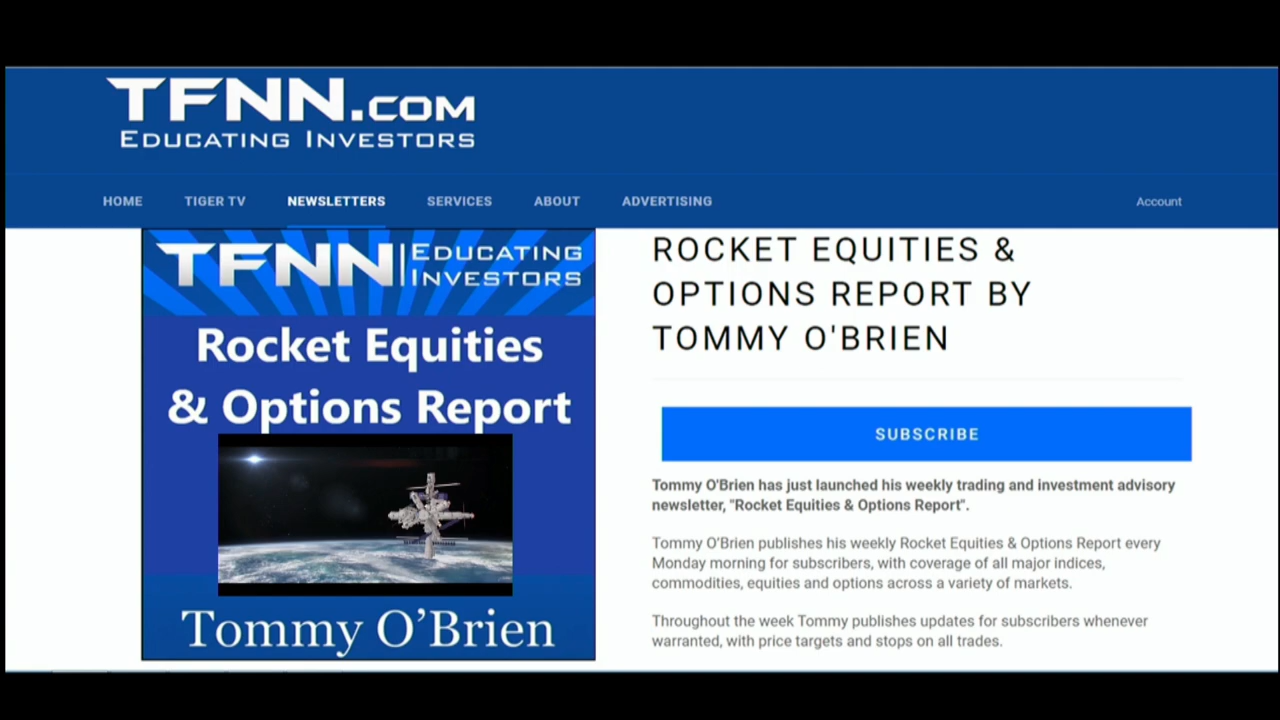 TFNN.COM
EDUCATING INVESTORS
HOME TIGER TV NEWSLETTERS SERVICES ABOUT ADVERTISING Account
TFNN | EDUCATING
INVESTORS
Rocket Equities
& Options Report
Tommy O’Brien
ROCKET EQUITIES &
OPTIONS REPORT BY
TOMMY O'BRIEN
SUBSCRIBE
Tommy O'Brien has just launched his weekly trading and investment advisory
newsletter, "Rocket Equities & Options Report".
Tommy O’Brien publishes his weekly Rocket Equities & Options Report every
Monday morning for subscribers, with coverage of all major indices,
commodities, equities and options across a variety of markets.
Throughout the week Tommy publishes updates for subscribers whenever
warranted, with price targets and stops on all trades.